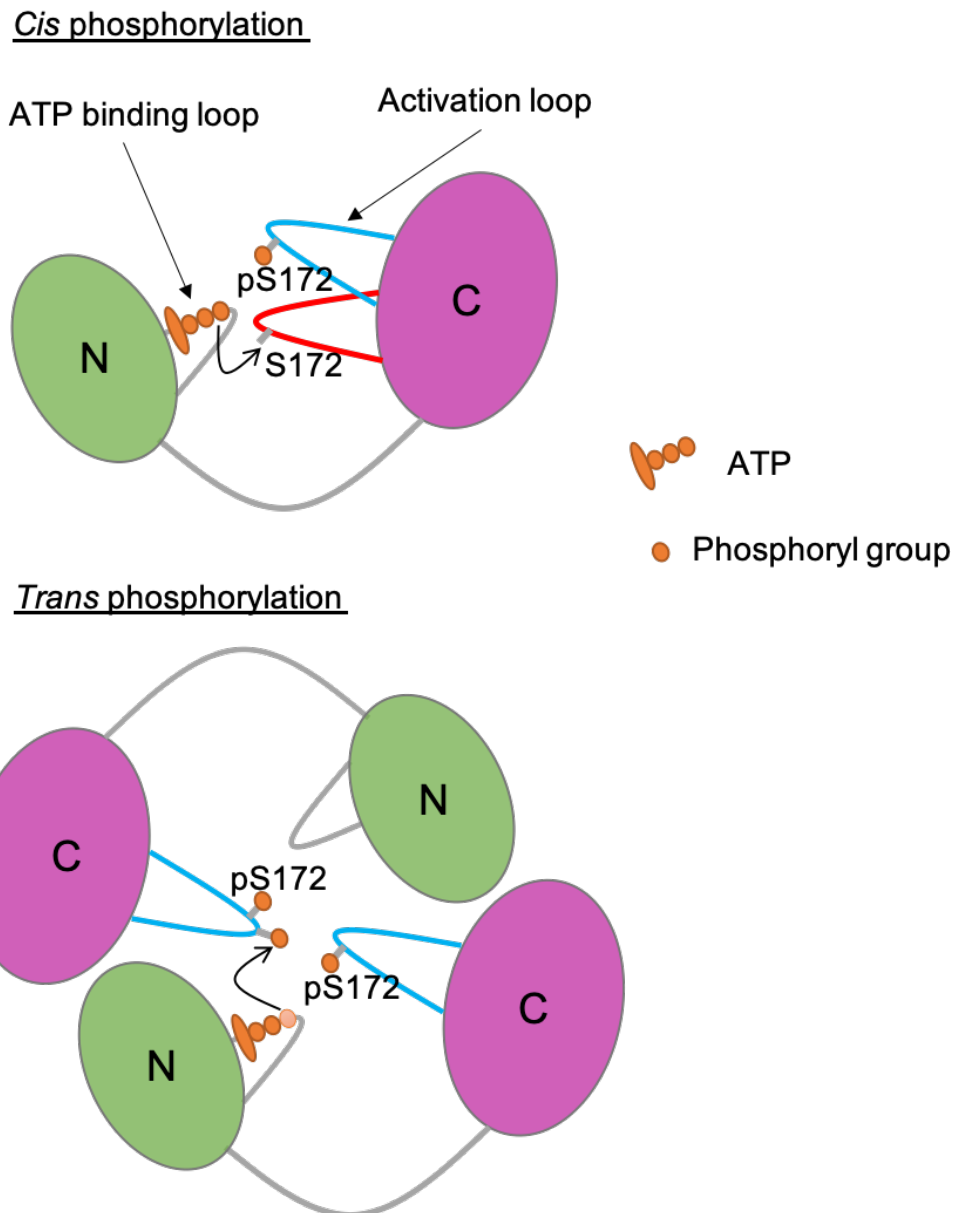 Cis phosphorylation
ATP binding loop
Activation loop
pS172
C
N
S172
ATP
Phosphoryl group
Trans phosphorylation
N
C
pS172
pS172
C
N